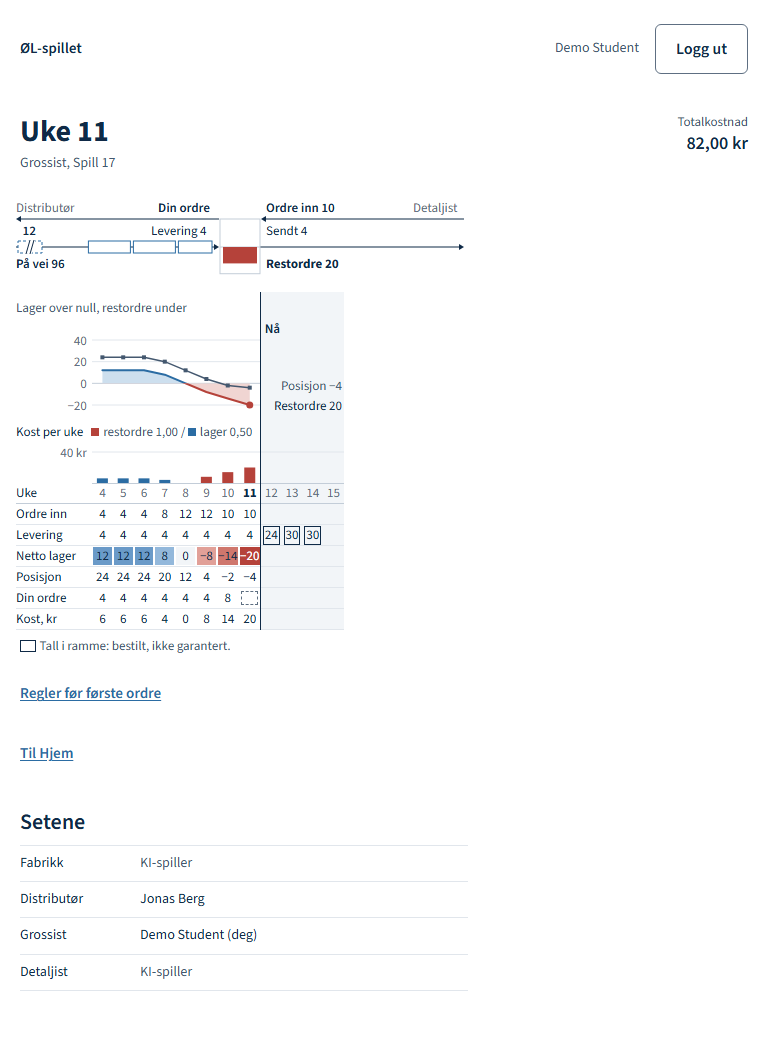 ØL-spillet
Demo Student
Logg ut
Uke 11
Grossist, Spill 17
Totalkostnad
82,00 kr
Distributør Din ordre Ordre inn 10 Detaljist
12 Levering 4 Sendt 4
På vei 96 Restordre 20
Lager over null, restordre under
Nå
40
20
0
−20
Posisjon −4
Restordre 20
Kost per uke restordre 1,00 / lager 0,50
40 kr
Uke 4 5 6 7 8 9 10 11 12 13 14 15
Ordre inn 4 4 4 8 12 12 10 10
Levering 4 4 4 4 4 4 4 4 24 30 30
Netto lager 12 12 12 8 0 −8 −14 −20
Posisjon 24 24 24 20 12 4 −2 −4
Din ordre 4 4 4 4 4 4 8
Kost, kr 6 6 6 4 0 8 14 20
Tall i ramme: bestilt, ikke garantert.
Regler før første ordre
Til Hjem
Setene
Fabrikk KI-spiller
Distributør Jonas Berg
Grossist Demo Student (deg)
Detaljist KI-spiller